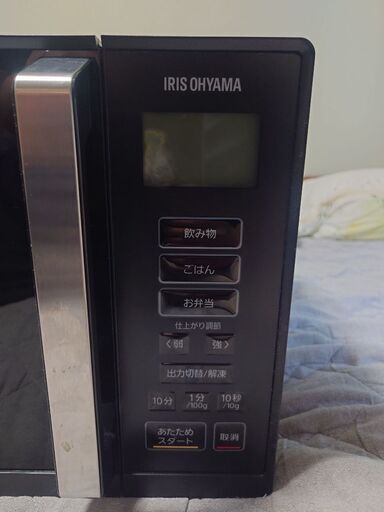 IRIS OHYAMA
飲み物
ごはん
お弁当
仕上がり調節
〈弱 強〉
出力切替/解凍
10分 1分/100g 10秒/10g
あたため
スタート
取消